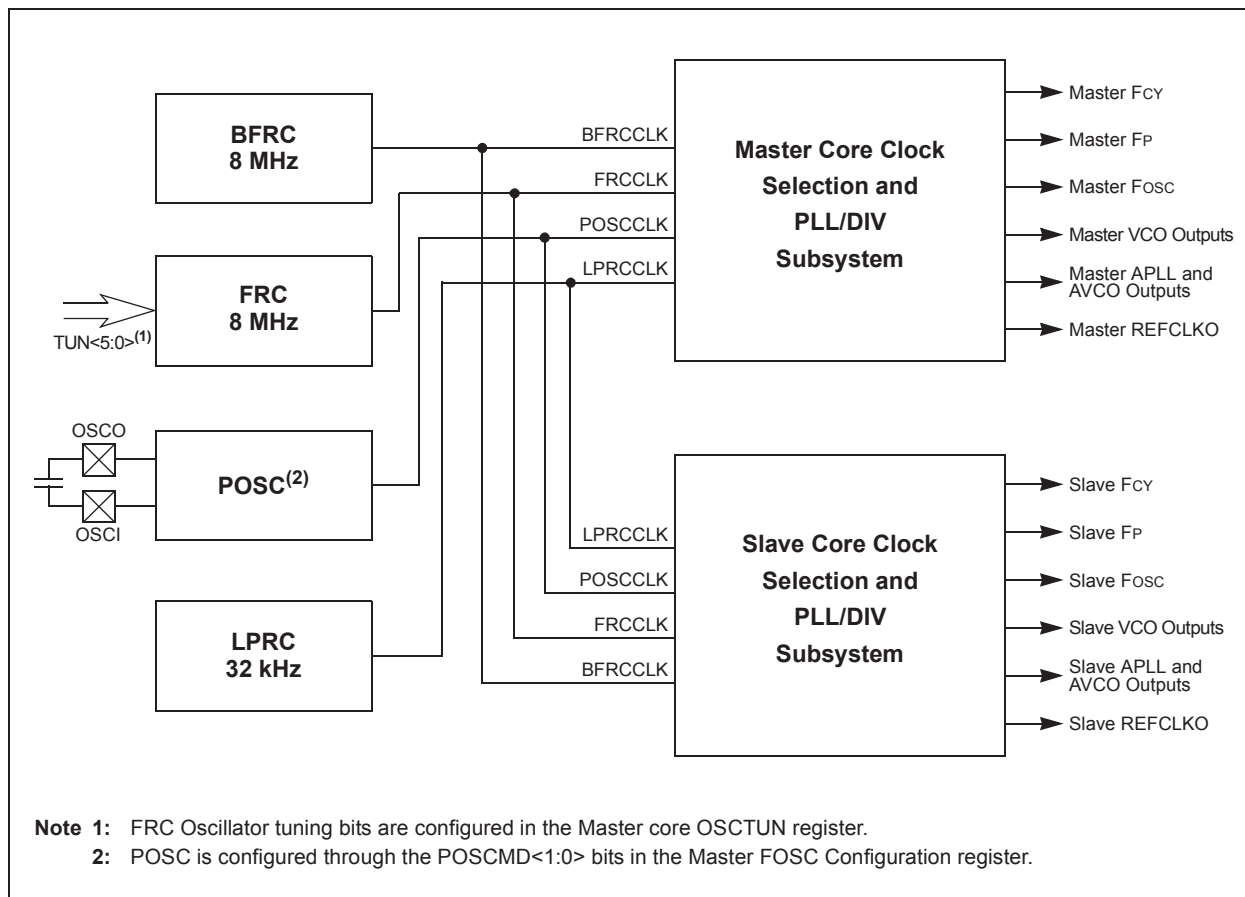 BFRC
8 MHz
FRC
8 MHz
TUN<5:0>(1)
OSCO
OSCI
POSC(2)
LPRC
32 kHz
BFRCCLK
FRCCLK
POSCCLK
LPRCCLK
Master Core Clock
Selection and
PLL/DIV
Subsystem
Master FCY
Master FP
Master FOSC
Master VCO Outputs
Master APLL and
AVCO Outputs
Master REFCLKO
LPRCCLK
POSCCLK
FRCCLK
BFRCCLK
Slave Core Clock
Selection and
PLL/DIV
Subsystem
Slave FCY
Slave FP
Slave FOSC
Slave VCO Outputs
Slave APLL and
AVCO Outputs
Slave REFCLKO
Note 1: FRC Oscillator tuning bits are configured in the Master core OSCTUN register.
2: POSC is configured through the POSCMD<1:0> bits in the Master FOSC Configuration register.